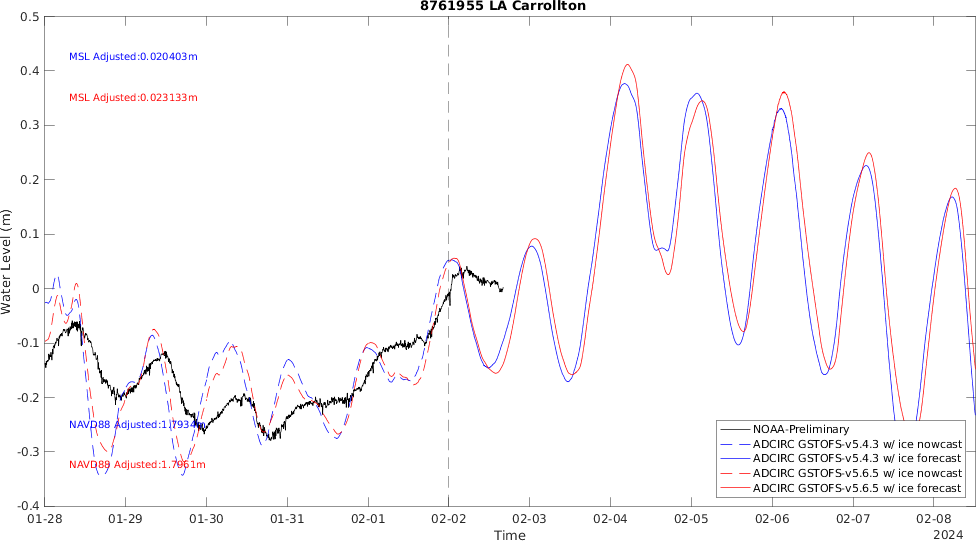 8761955 LA Carrollton
0.5
0.4
0.3
0.2
0.1
0
-0.1
-0.2
-0.3
-0.4
Water Level (m)
MSL Adjusted:0.020403m
MSL Adjusted:0.023133m
NAVD88 Adjusted:1.7934m
NAVD88 Adjusted:1.7961m
NOAA-Preliminary
ADCIRC GSTOFS-v5.4.3 w/ ice nowcast
ADCIRC GSTOFS-v5.4.3 w/ ice forecast
ADCIRC GSTOFS-v5.6.5 w/ ice nowcast
ADCIRC GSTOFS-v5.6.5 w/ ice forecast
01-28 01-29 01-30 01-31 02-01 02-02 02-03 02-04 02-05 02-06 02-07 02-08
Time
2024